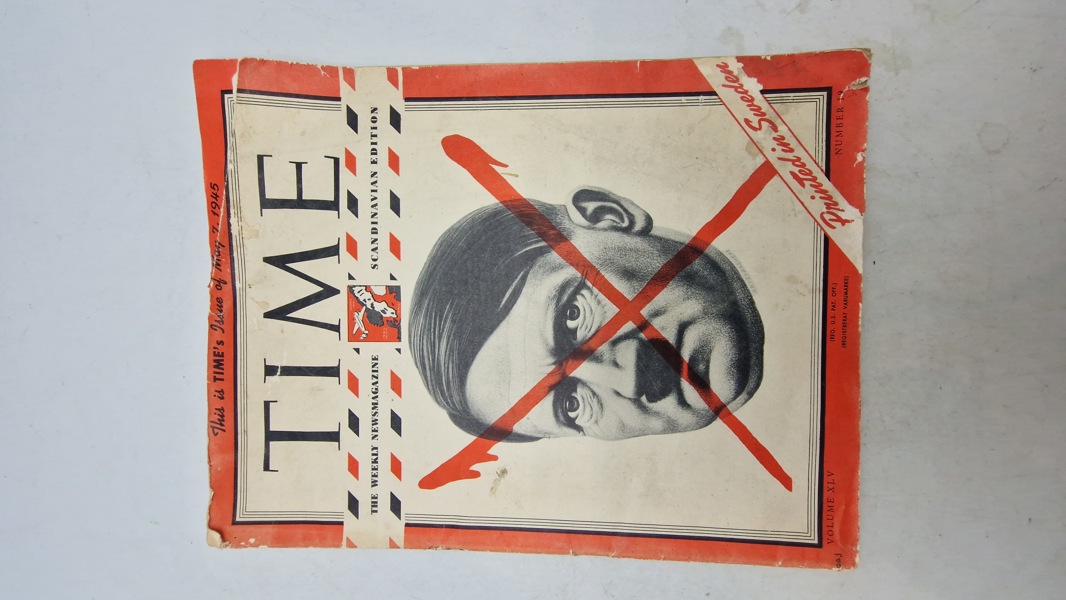 This is TIME's Issue of May 7, 1945
TIME
THE WEEKLY NEWSMAGAZINE
SCANDINAVIAN EDITION
Printed in Sweden
(REG. U.S. PAT. OFF.)
(REGISTRERAT VARUMÄRKE)
VOLUME XLV
NUMBER 19